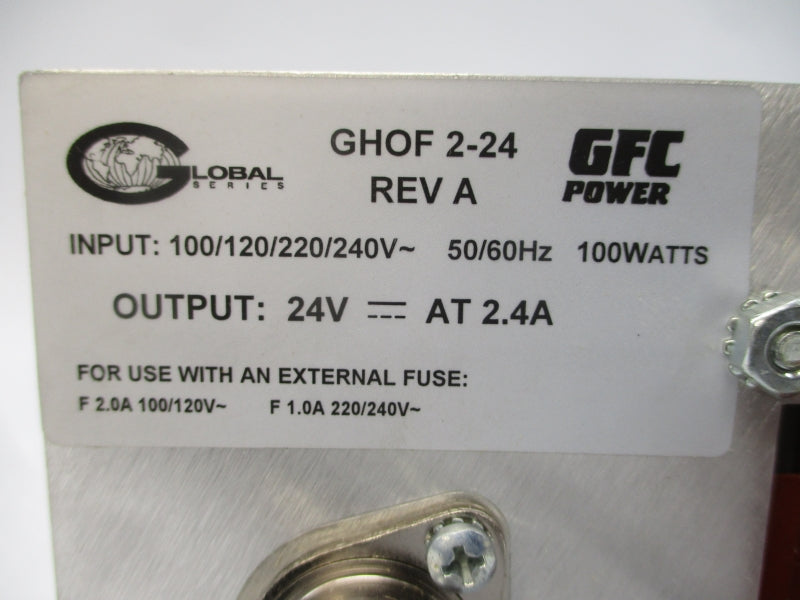 GLOBAL
SERIES
GHOF 2-24
REV A
GFC
POWER
INPUT: 100/120/220/240V~ 50/60Hz 100WATTS
OUTPUT: 24V ⎓ AT 2.4A
FOR USE WITH AN EXTERNAL FUSE:
F 2.0A 100/120V~ F 1.0A 220/240V~